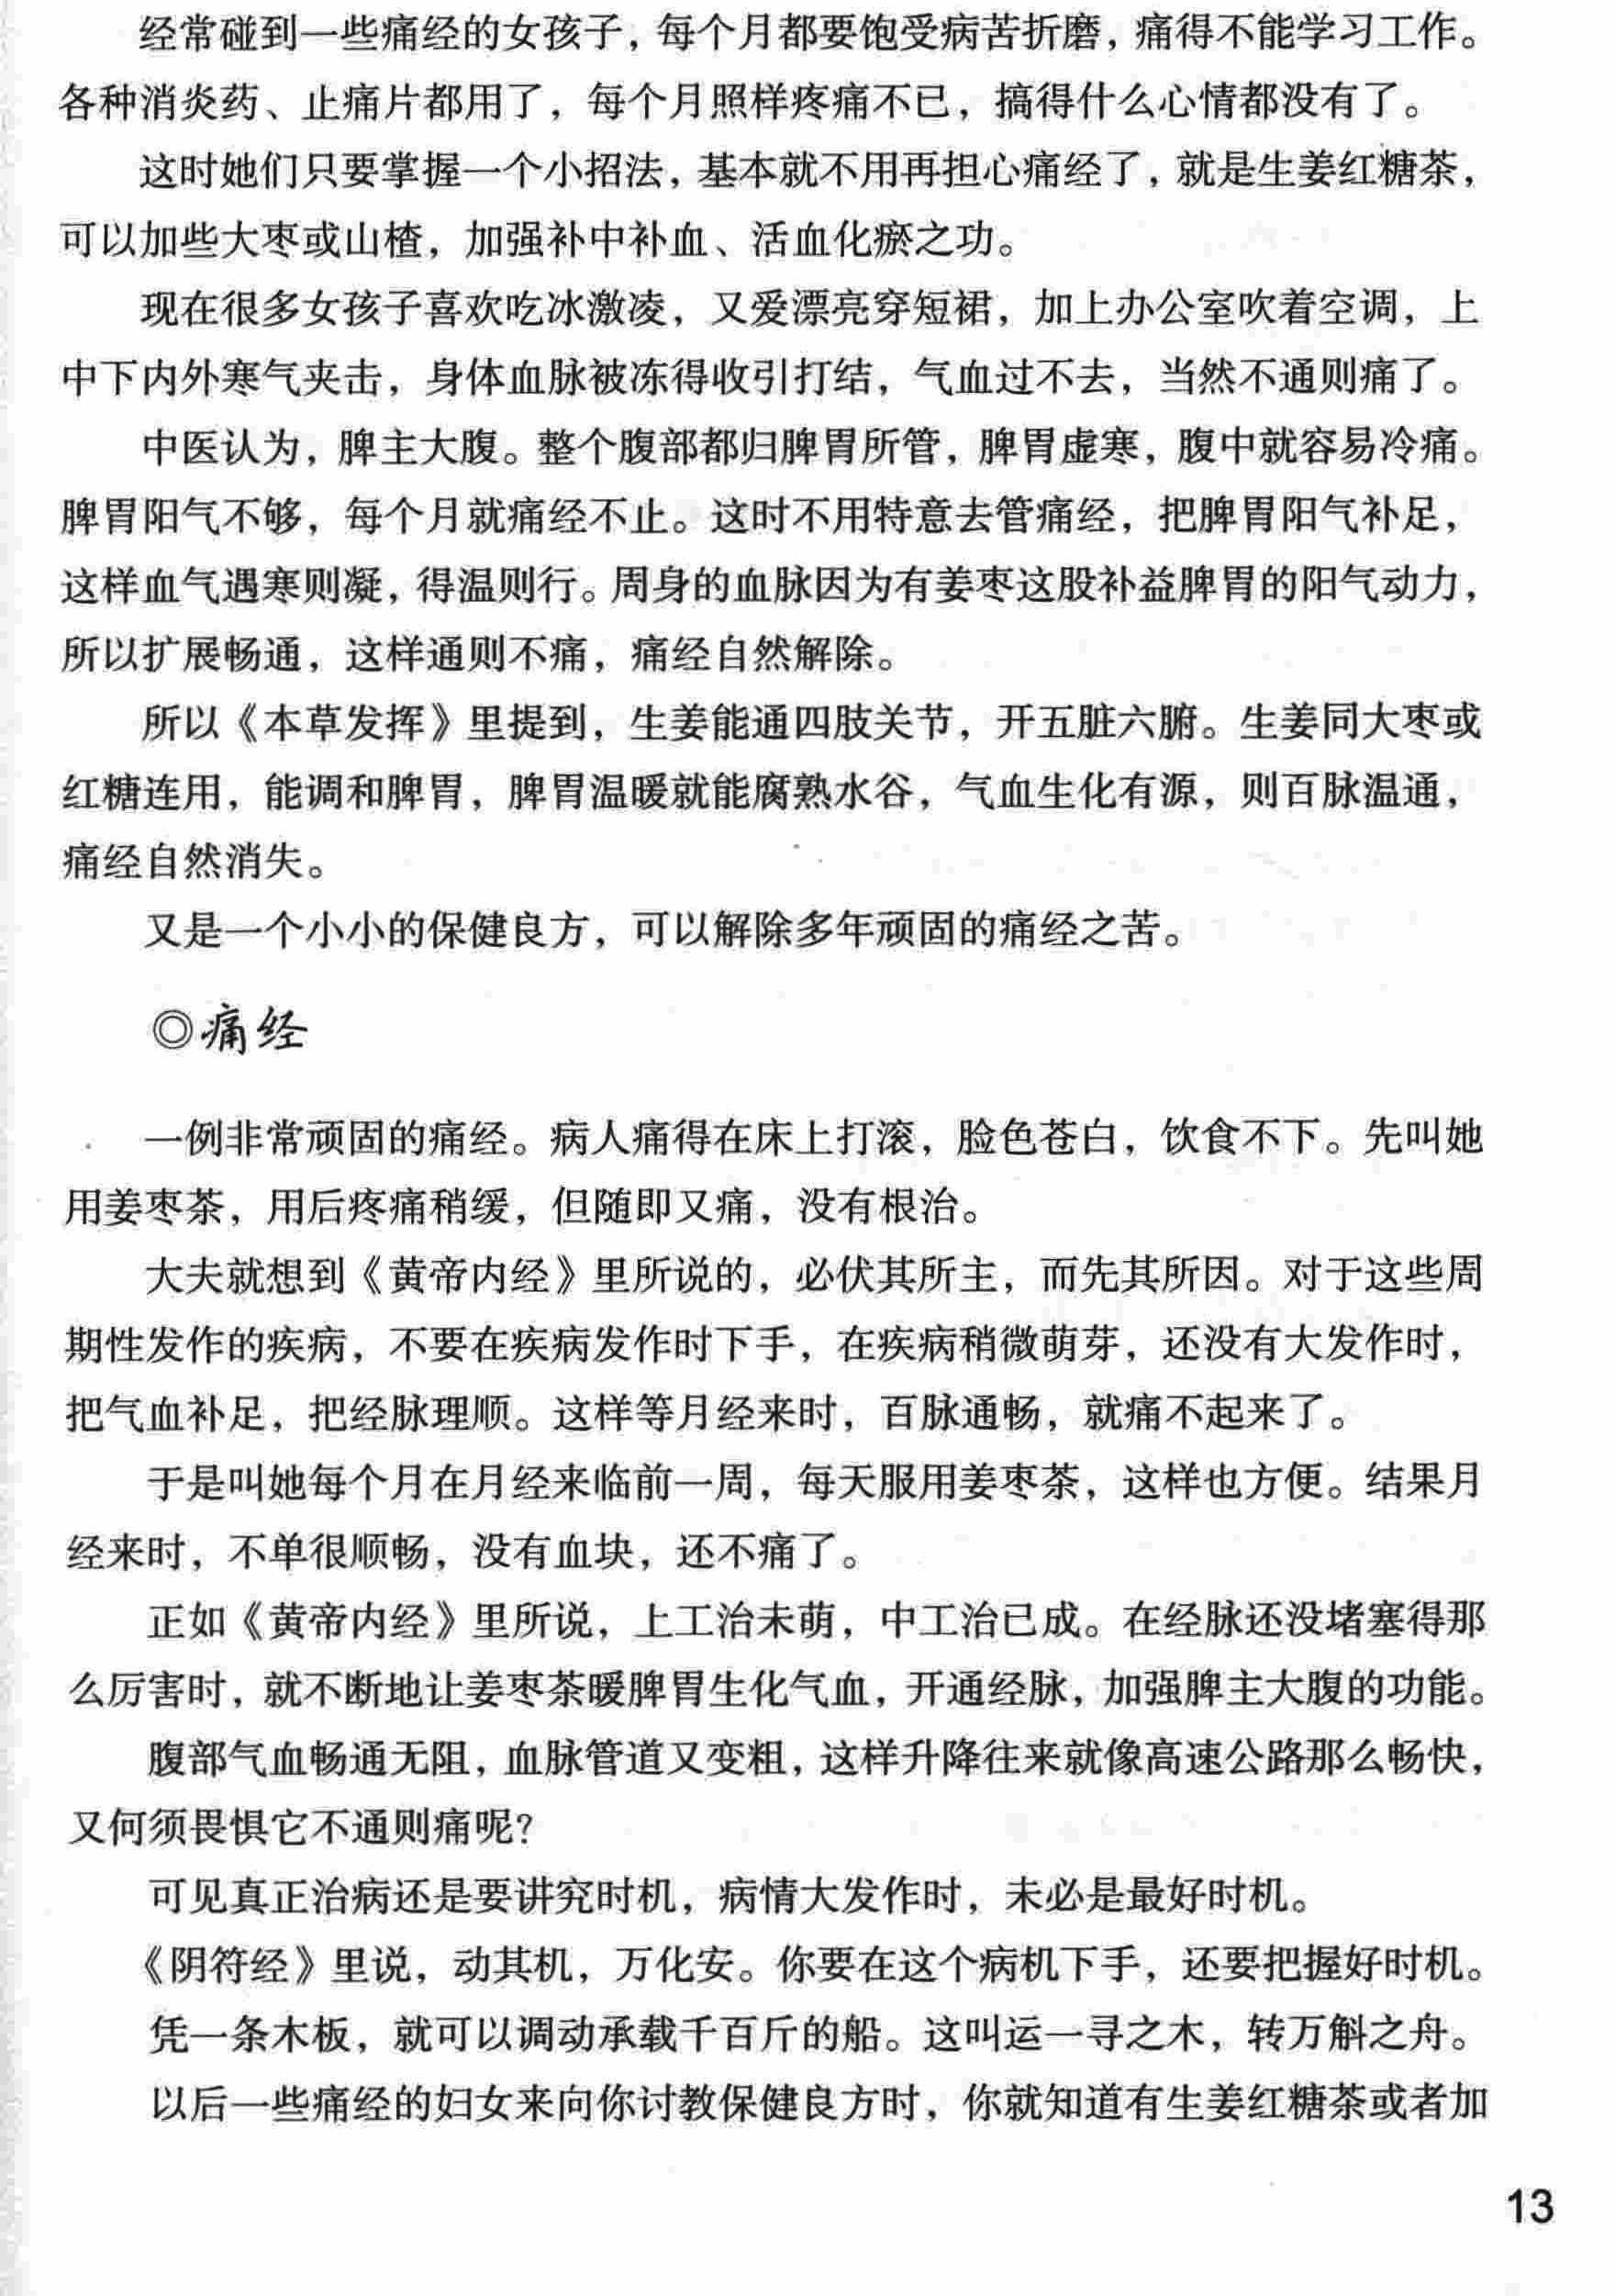 经常碰到一些痛经的女孩子，每个月都要饱受病苦折磨，痛得不能学习工作。
各种消炎药、止痛片都用了，每个月照样疼痛不已，搞得什么心情都没有了。
这时她们只要掌握一个小招法，基本就不用再担心痛经了，就是生姜红糖茶，
可以加些大枣或山楂，加强补中补血、活血化瘀之功。
现在很多女孩子喜欢吃冰激凌，又爱漂亮穿短裙，加上办公室吹着空调，上
中下内外寒气夹击，身体血脉被冻得收引打结，气血过不去，当然不通则痛了。
中医认为，脾主大腹。整个腹部都归脾胃所管，脾胃虚寒，腹中就容易冷痛。
脾胃阳气不够，每个月就痛经不止。这时不用特意去管痛经，把脾胃阳气补足，
这样血气遇寒则凝，得温则行。周身的血脉因为有姜枣这股补益脾胃的阳气动力，
所以扩展畅通，这样通则不痛，痛经自然解除。
所以《本草发挥》里提到，生姜能通四肢关节，开五脏六腑。生姜同大枣或
红糖连用，能调和脾胃，脾胃温暖就能腐熟水谷，气血生化有源，则百脉温通，
痛经自然消失。
又是一个小小的保健良方，可以解除多年顽固的痛经之苦。
◎痛经
一例非常顽固的痛经。病人痛得在床上打滚，脸色苍白，饮食不下。先叫她
用姜枣茶，用后疼痛稍缓，但随即又痛，没有根治。
大夫就想到《黄帝内经》里所说的，必伏其所主，而先其所因。对于这些周
期性发作的疾病，不要在疾病发作时下手，在疾病稍微萌芽，还没有大发作时，
把气血补足，把经脉理顺。这样等月经来时，百脉通畅，就痛不起来了。
于是叫她每个月在月经来临前一周，每天服用姜枣茶，这样也方便。结果月
经来时，不单很顺畅，没有血块，还不痛了。
正如《黄帝内经》里所说，上工治未萌，中工治已成。在经脉还没堵塞得那
么厉害时，就不断地让姜枣茶暖脾胃生化气血，开通经脉，加强脾主大腹的功能。
腹部气血畅通无阻，血脉管道又变粗，这样升降往来就像高速公路那么畅快，
又何须畏惧它不通则痛呢？
可见真正治病还是要讲究时机，病情大发作时，未必是最好时机。
《阴符经》里说，动其机，万化安。你要在这个病机下手，还要把握好时机。
凭一条木板，就可以调动承载千百斤的船。这叫运一寻之木，转万斛之舟。
以后一些痛经的妇女来向你讨教保健良方时，你就知道有生姜红糖茶或者加
13